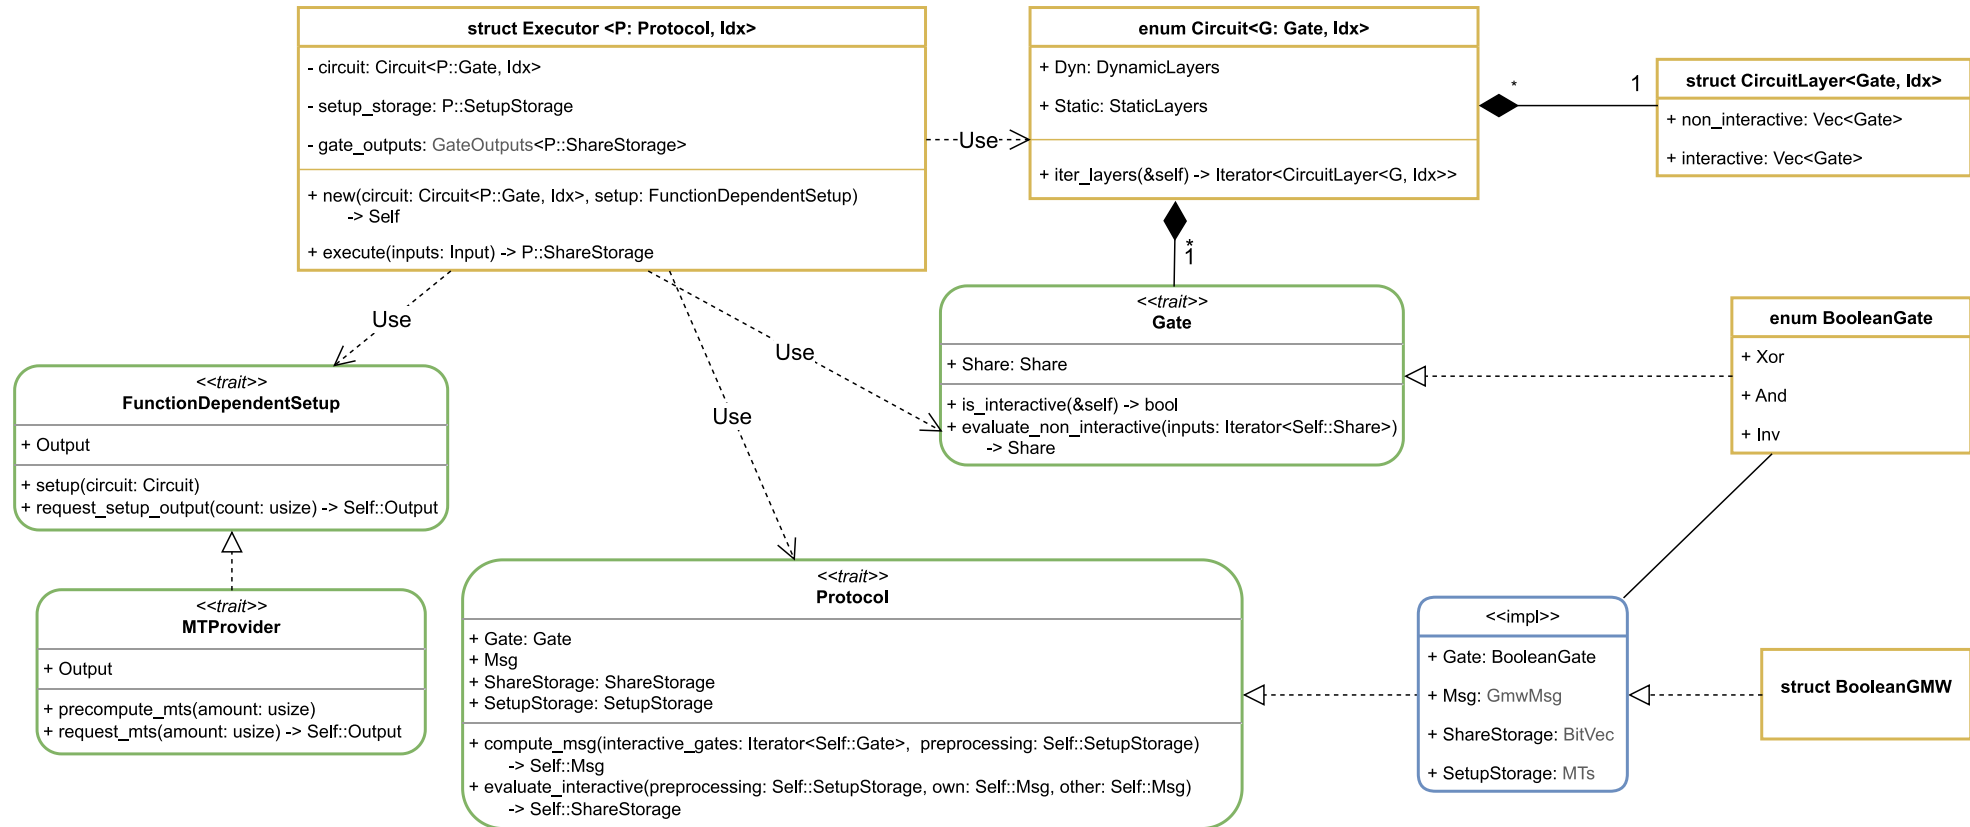 struct Executor <P: Protocol, Idx>
- circuit: Circuit<P::Gate, Idx>
- setup_storage: P::SetupStorage
- gate_outputs: GateOutputs<P::ShareStorage>
+ new(circuit: Circuit<P::Gate, Idx>, setup: FunctionDependentSetup)
-> Self
+ execute(inputs: Input) -> P::ShareStorage
Use
enum Circuit<G: Gate, Idx>
+ Dyn: DynamicLayers
+ Static: StaticLayers
+ iter_layers(&self) -> Iterator<CircuitLayer<G, Idx>>
*
1
struct CircuitLayer<Gate, Idx>
+ non_interactive: Vec<Gate>
+ interactive: Vec<Gate>
*
1
Use
Use
Use
<<trait>>
Gate
+ Share: Share
+ is_interactive(&self) -> bool
+ evaluate_non_interactive(inputs: Iterator<Self::Share>)
-> Share
enum BooleanGate
+ Xor
+ And
+ Inv
<<trait>>
FunctionDependentSetup
+ Output
+ setup(circuit: Circuit)
+ request_setup_output(count: usize) -> Self::Output
<<trait>>
MTProvider
+ Output
+ precompute_mts(amount: usize)
+ request_mts(amount: usize) -> Self::Output
<<trait>>
Protocol
+ Gate: Gate
+ Msg
+ ShareStorage: ShareStorage
+ SetupStorage: SetupStorage
+ compute_msg(interactive_gates: Iterator<Self::Gate>, preprocessing: Self::SetupStorage)
-> Self::Msg
+ evaluate_interactive(preprocessing: Self::SetupStorage, own: Self::Msg, other: Self::Msg)
-> Self::ShareStorage
<<impl>>
+ Gate: BooleanGate
+ Msg: GmwMsg
+ ShareStorage: BitVec
+ SetupStorage: MTs
struct BooleanGMW